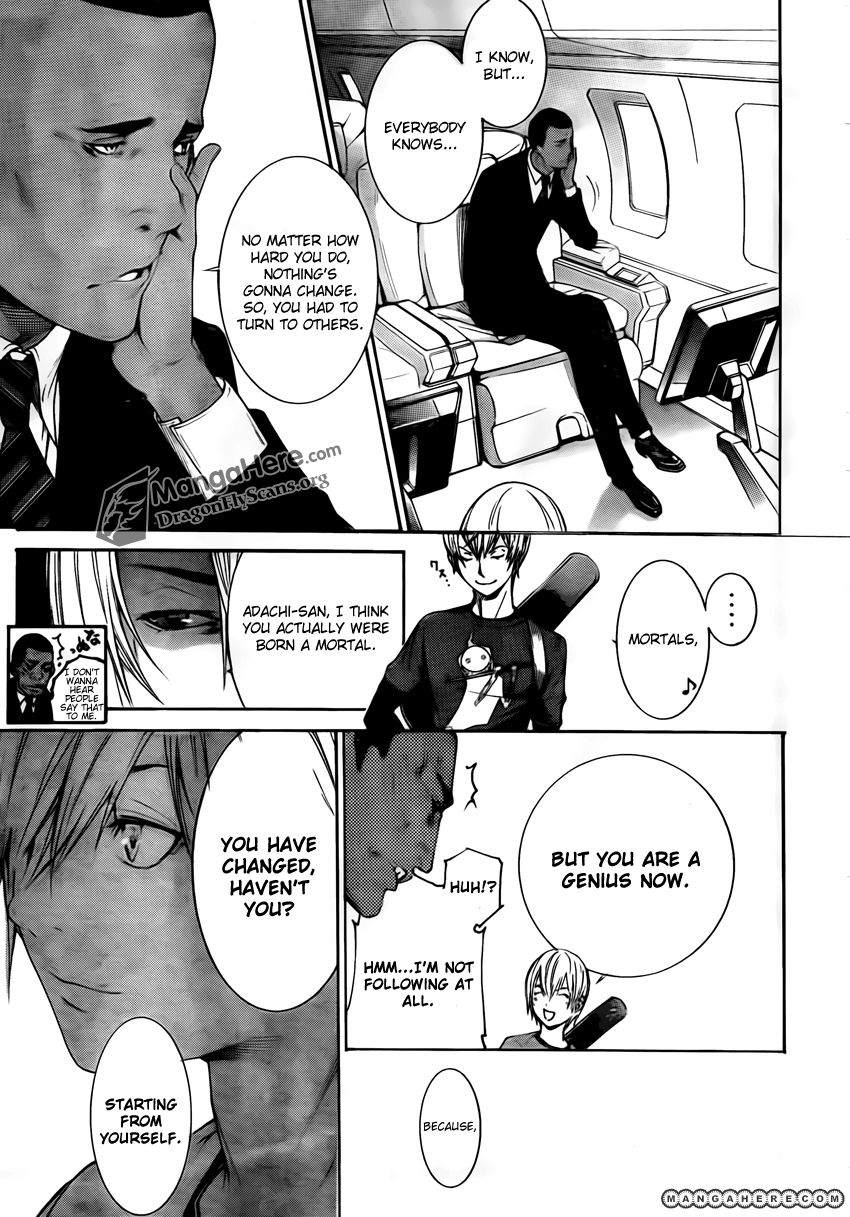 I KNOW,
BUT...
EVERYBODY
KNOWS...
NO MATTER HOW
HARD YOU DO,
NOTHING'S
GONNA CHANGE.
SO, YOU HAD TO
TURN TO OTHERS.
MangaHere.com
DragonFlyScans.org
....
MORTALS,
クス..
ADACHI-SAN, I THINK
YOU ACTUALLY WERE
BORN A MORTAL.
I DON'T
WANNA
HEAR
PEOPLE
SAY THAT
TO ME.
BUT YOU ARE A
GENIUS NOW.
HUH!?
HMM...I'M NOT
FOLLOWING AT
ALL.
BECAUSE,
YOU HAVE
CHANGED,
HAVEN'T
YOU?
STARTING
FROM
YOURSELF.
MANGAHERE.COM